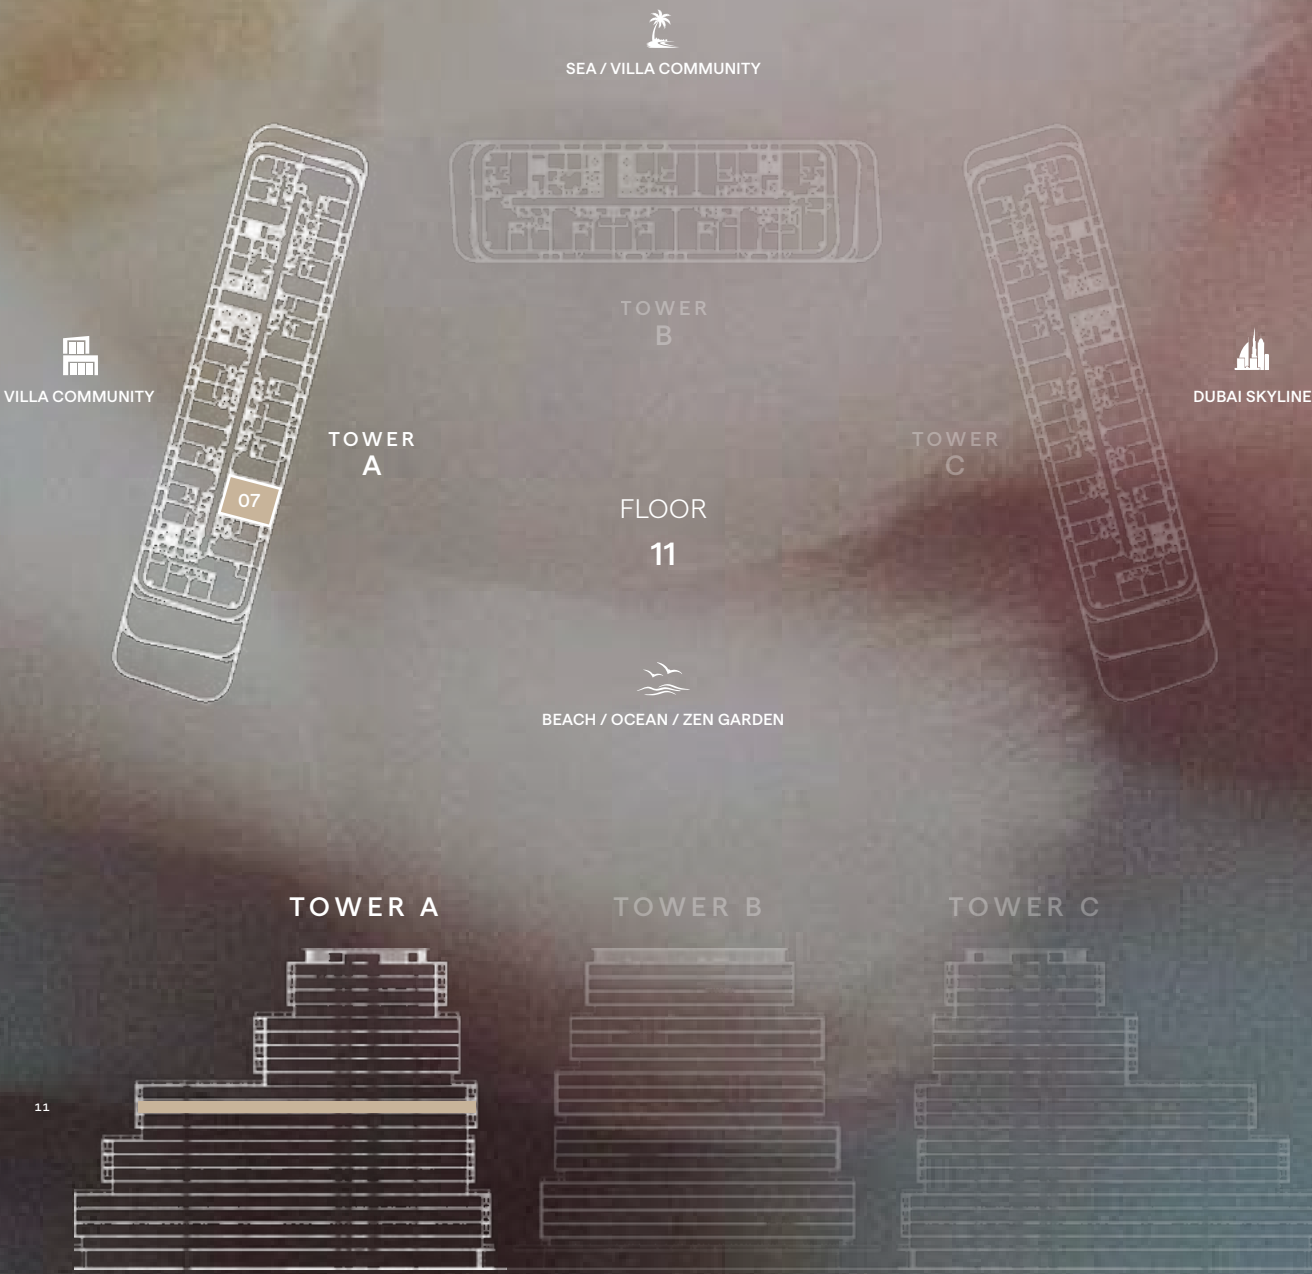 SEA / VILLA COMMUNITY
TOWER
B
VILLA COMMUNITY
DUBAI SKYLINE
TOWER
A
TOWER
C
07
FLOOR
11
BEACH / OCEAN / ZEN GARDEN
TOWER A
TOWER B
TOWER C
11